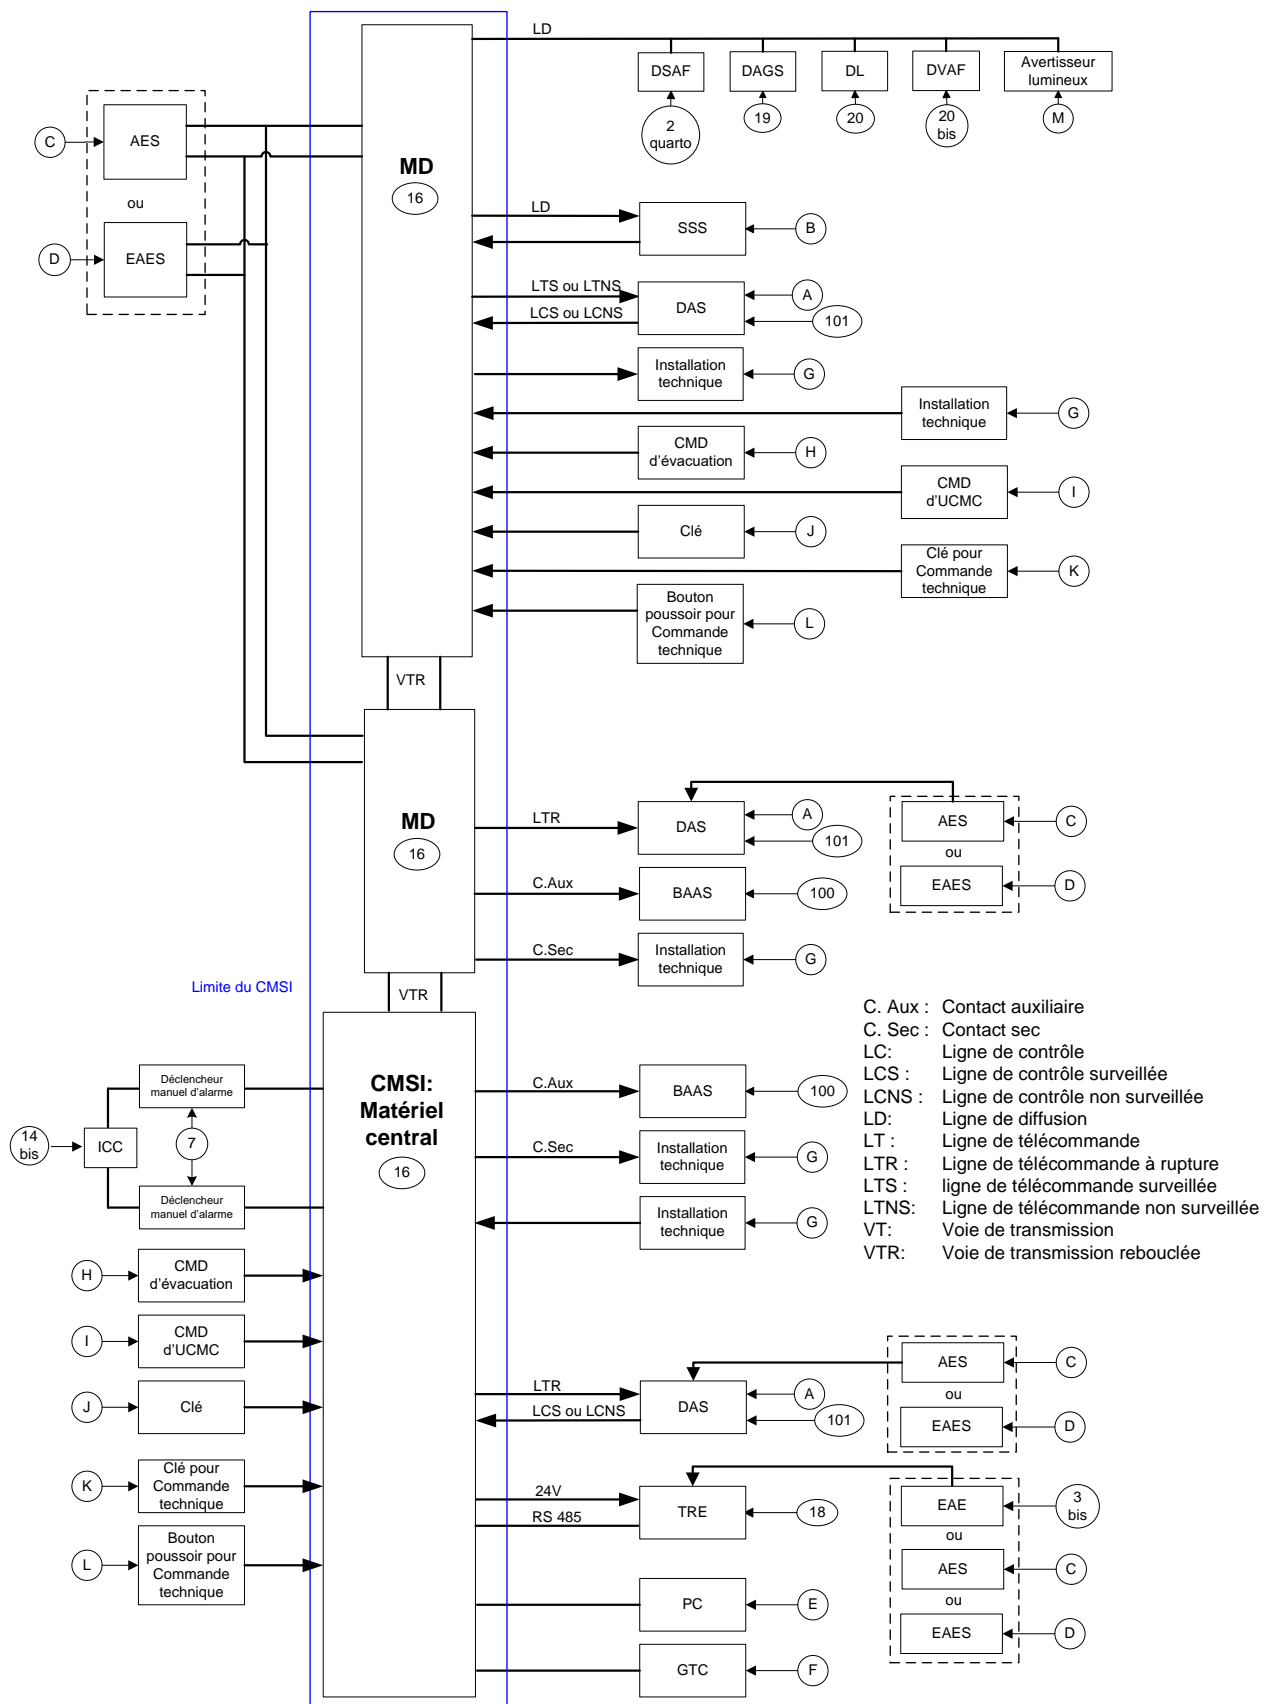 LD
DSAF
DAGS
DL
DVAF
Avertisseur
lumineux
2
quarto
19
20
20
bis
M
C
AES
ou
D
EAES
MD
16
LD
SSS
B
LTS ou LTNS
LCS ou LCNS
DAS
A
101
Installation
technique
G
Installation
technique
G
CMD
d'évacuation
H
CMD
d'UCMC
I
Clé
J
Clé pour
Commande
technique
K
Bouton
poussoir pour
Commande
technique
L
VTR
MD
16
LTR
DAS
A
101
AES
C
ou
EAES
D
C.Aux
BAAS
100
C.Sec
Installation
technique
G
Limite du CMSI
VTR
C. Aux : Contact auxiliaire
C. Sec : Contact sec
LC: Ligne de contrôle
LCS : Ligne de contrôle surveillée
LCNS : Ligne de contrôle non surveillée
LD: Ligne de diffusion
LT : Ligne de télécommande
LTR : Ligne de télécommande à rupture
LTS : ligne de télécommande surveillée
LTNS: Ligne de télécommande non surveillée
VT: Voie de transmission
VTR: Voie de transmission rebouclée
CMSI:
Matériel
central
16
Déclencheur
manuel d'alarme
14
bis
ICC
7
Déclencheur
manuel d'alarme
C.Aux
BAAS
100
C.Sec
Installation
technique
G
Installation
technique
G
H
CMD
d'évacuation
I
CMD
d'UCMC
J
Clé
K
Clé pour
Commande
technique
L
Bouton
poussoir pour
Commande
technique
LTR
LCS ou LCNS
DAS
A
101
AES
C
ou
EAES
D
24V
RS 485
TRE
18
EAE
3
bis
ou
AES
C
ou
EAES
D
PC
E
GTC
F